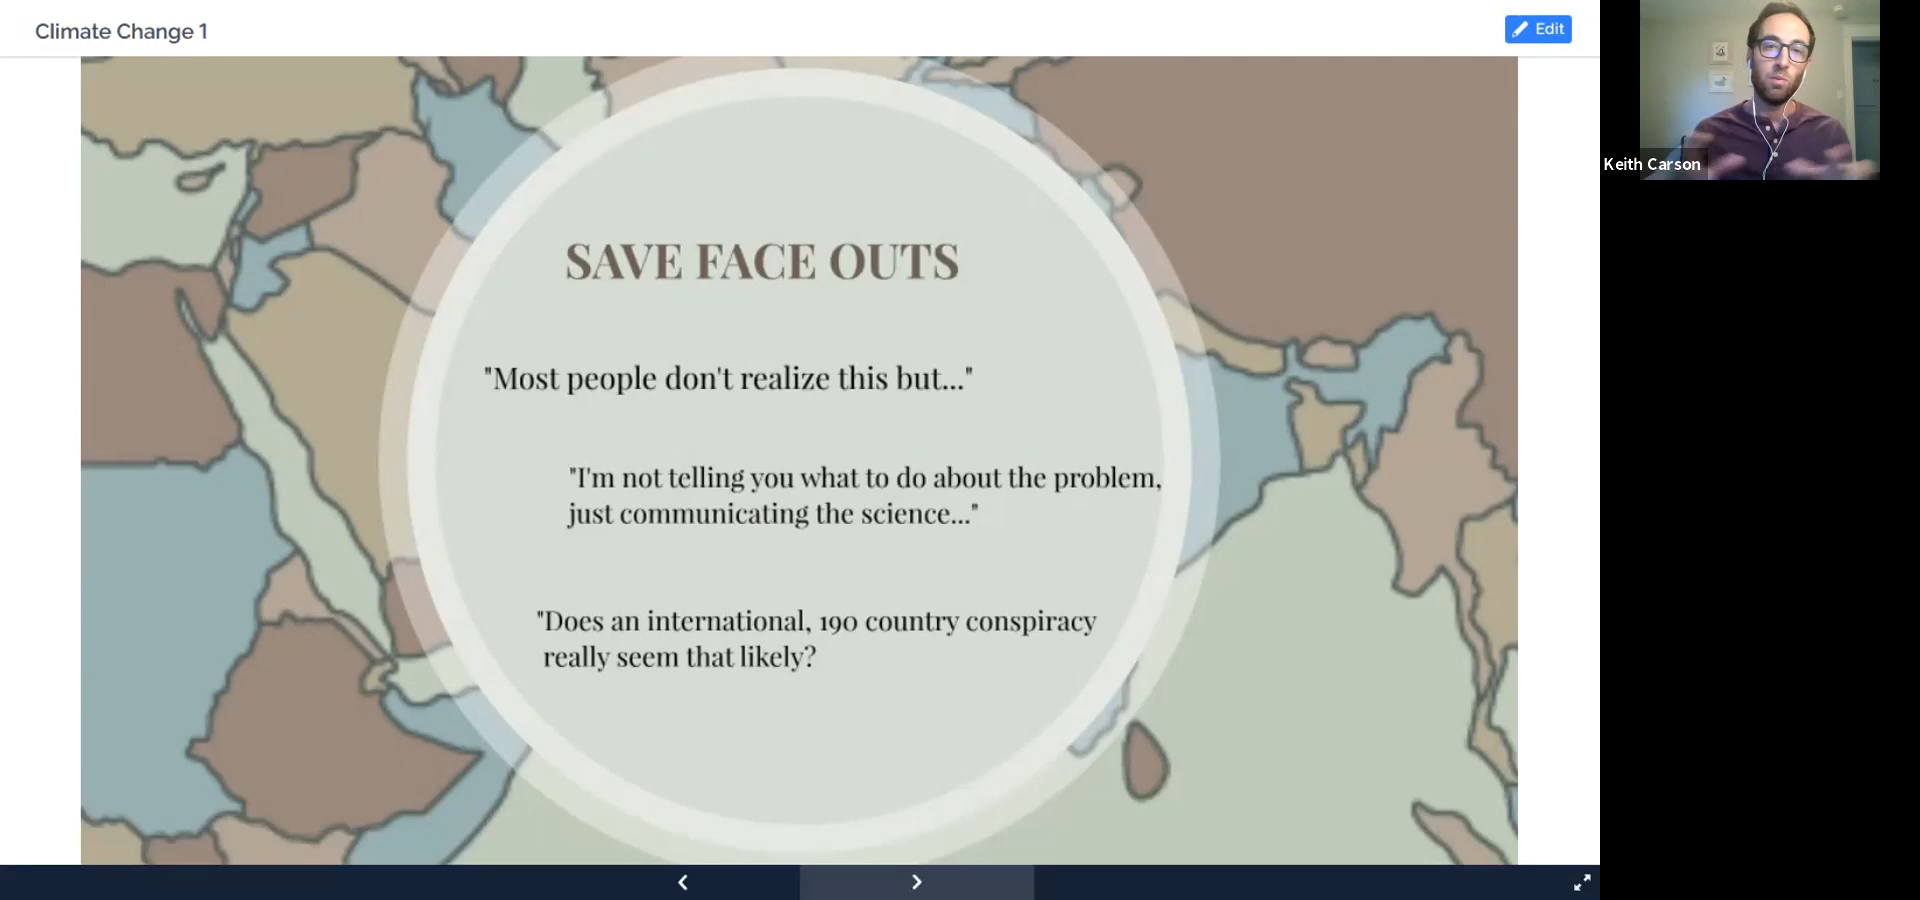 Climate Change 1
Edit
Keith Carson
SAVE FACE OUTS
"Most people don't realize this but..."
"I'm not telling you what to do about the problem,
just communicating the science..."
"Does an international, 190 country conspiracy
really seem that likely?